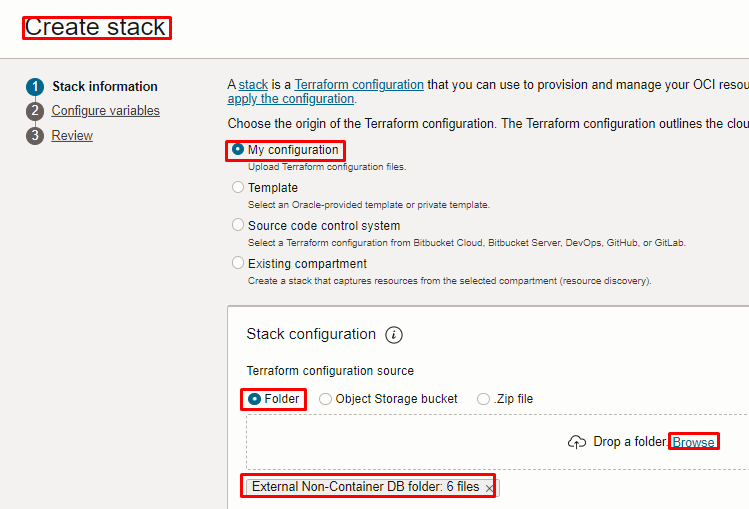 Create stack
1 Stack information
2 Configure variables
3 Review
A stack is a Terraform configuration that you can use to provision and manage your OCI resou
apply the configuration.
Choose the origin of the Terraform configuration. The Terraform configuration outlines the clou
My configuration
Upload Terraform configuration files.
Template
Select an Oracle-provided template or private template.
Source code control system
Select a Terraform configuration from Bitbucket Cloud, Bitbucket Server, DevOps, GitHub, or GitLab.
Existing compartment
Create a stack that captures resources from the selected compartment (resource discovery).
Stack configuration i
Terraform configuration source
Folder Object Storage bucket .Zip file
Drop a folder. Browse
External Non-Container DB folder: 6 files ×